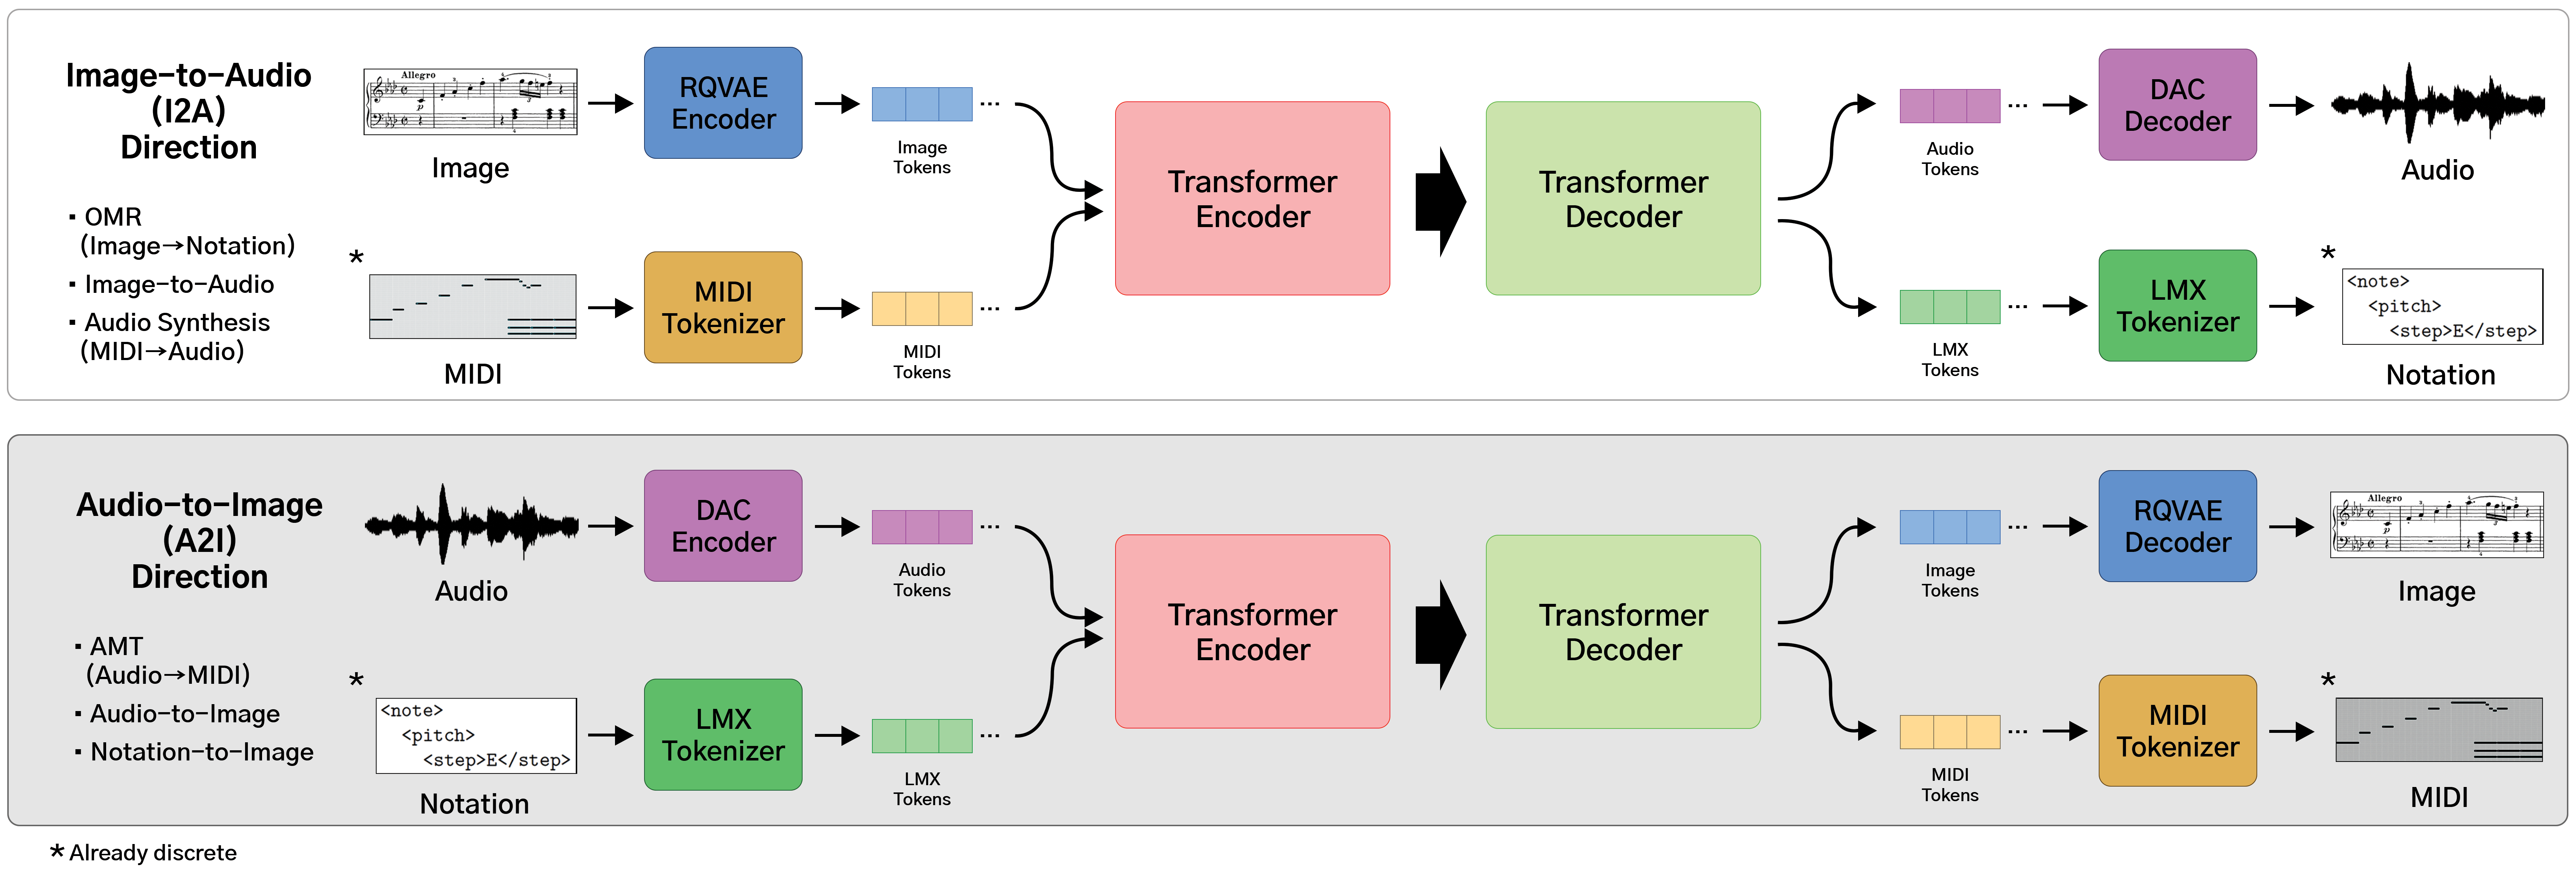 Image-to-Audio
(I2A)
Direction
▪ OMR
(Image→Notation)
▪ Image-to-Audio
▪ Audio Synthesis
(MIDI→Audio)
Allegro
Image
RQVAE
Encoder
Image
Tokens
...
*
MIDI
MIDI
Tokenizer
MIDI
Tokens
...
Transformer
Encoder
Transformer
Decoder
Audio
Tokens
...
DAC
Decoder
Audio
LMX
Tokens
...
LMX
Tokenizer
*
<note>
<pitch>
<step>E</step>
Notation
Audio-to-Image
(A2I)
Direction
▪ AMT
(Audio→MIDI)
▪ Audio-to-Image
▪ Notation-to-Image
Audio
DAC
Encoder
Audio
Tokens
...
*
<note>
<pitch>
<step>E</step>
Notation
LMX
Tokenizer
LMX
Tokens
...
Transformer
Encoder
Transformer
Decoder
Image
Tokens
...
RQVAE
Decoder
Allegro
Image
MIDI
Tokens
...
MIDI
Tokenizer
*
MIDI
* Already discrete